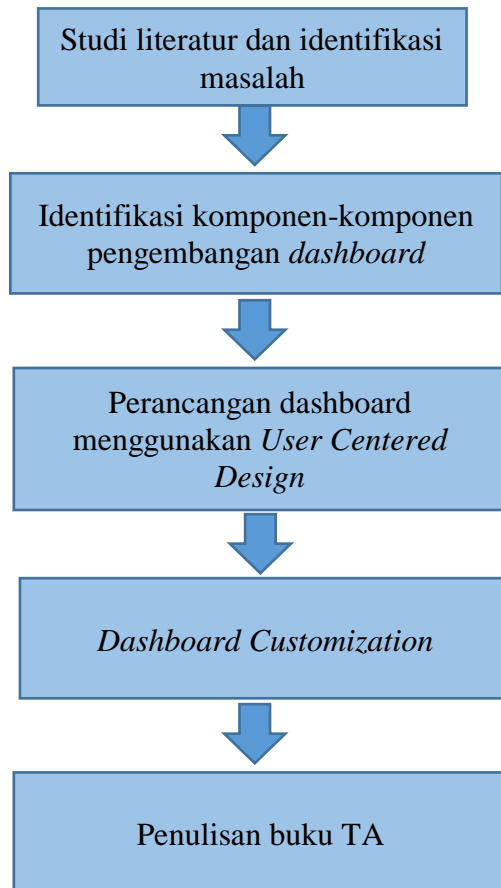 Studi literatur dan identifikasi
masalah
Identifikasi komponen-komponen
pengembangan dashboard
Perancangan dashboard
menggunakan User Centered
Design
Dashboard Customization
Penulisan buku TA